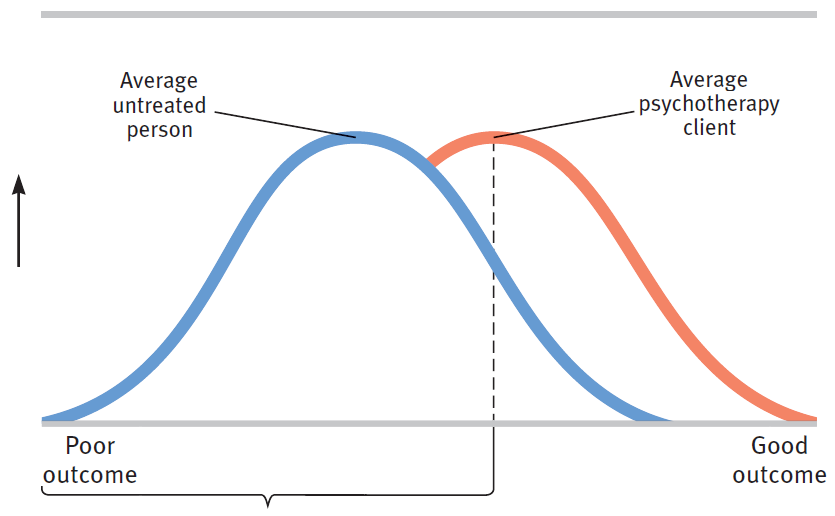 Average
untreated
person
Average
psychotherapy
client
Poor
outcome
Good
outcome